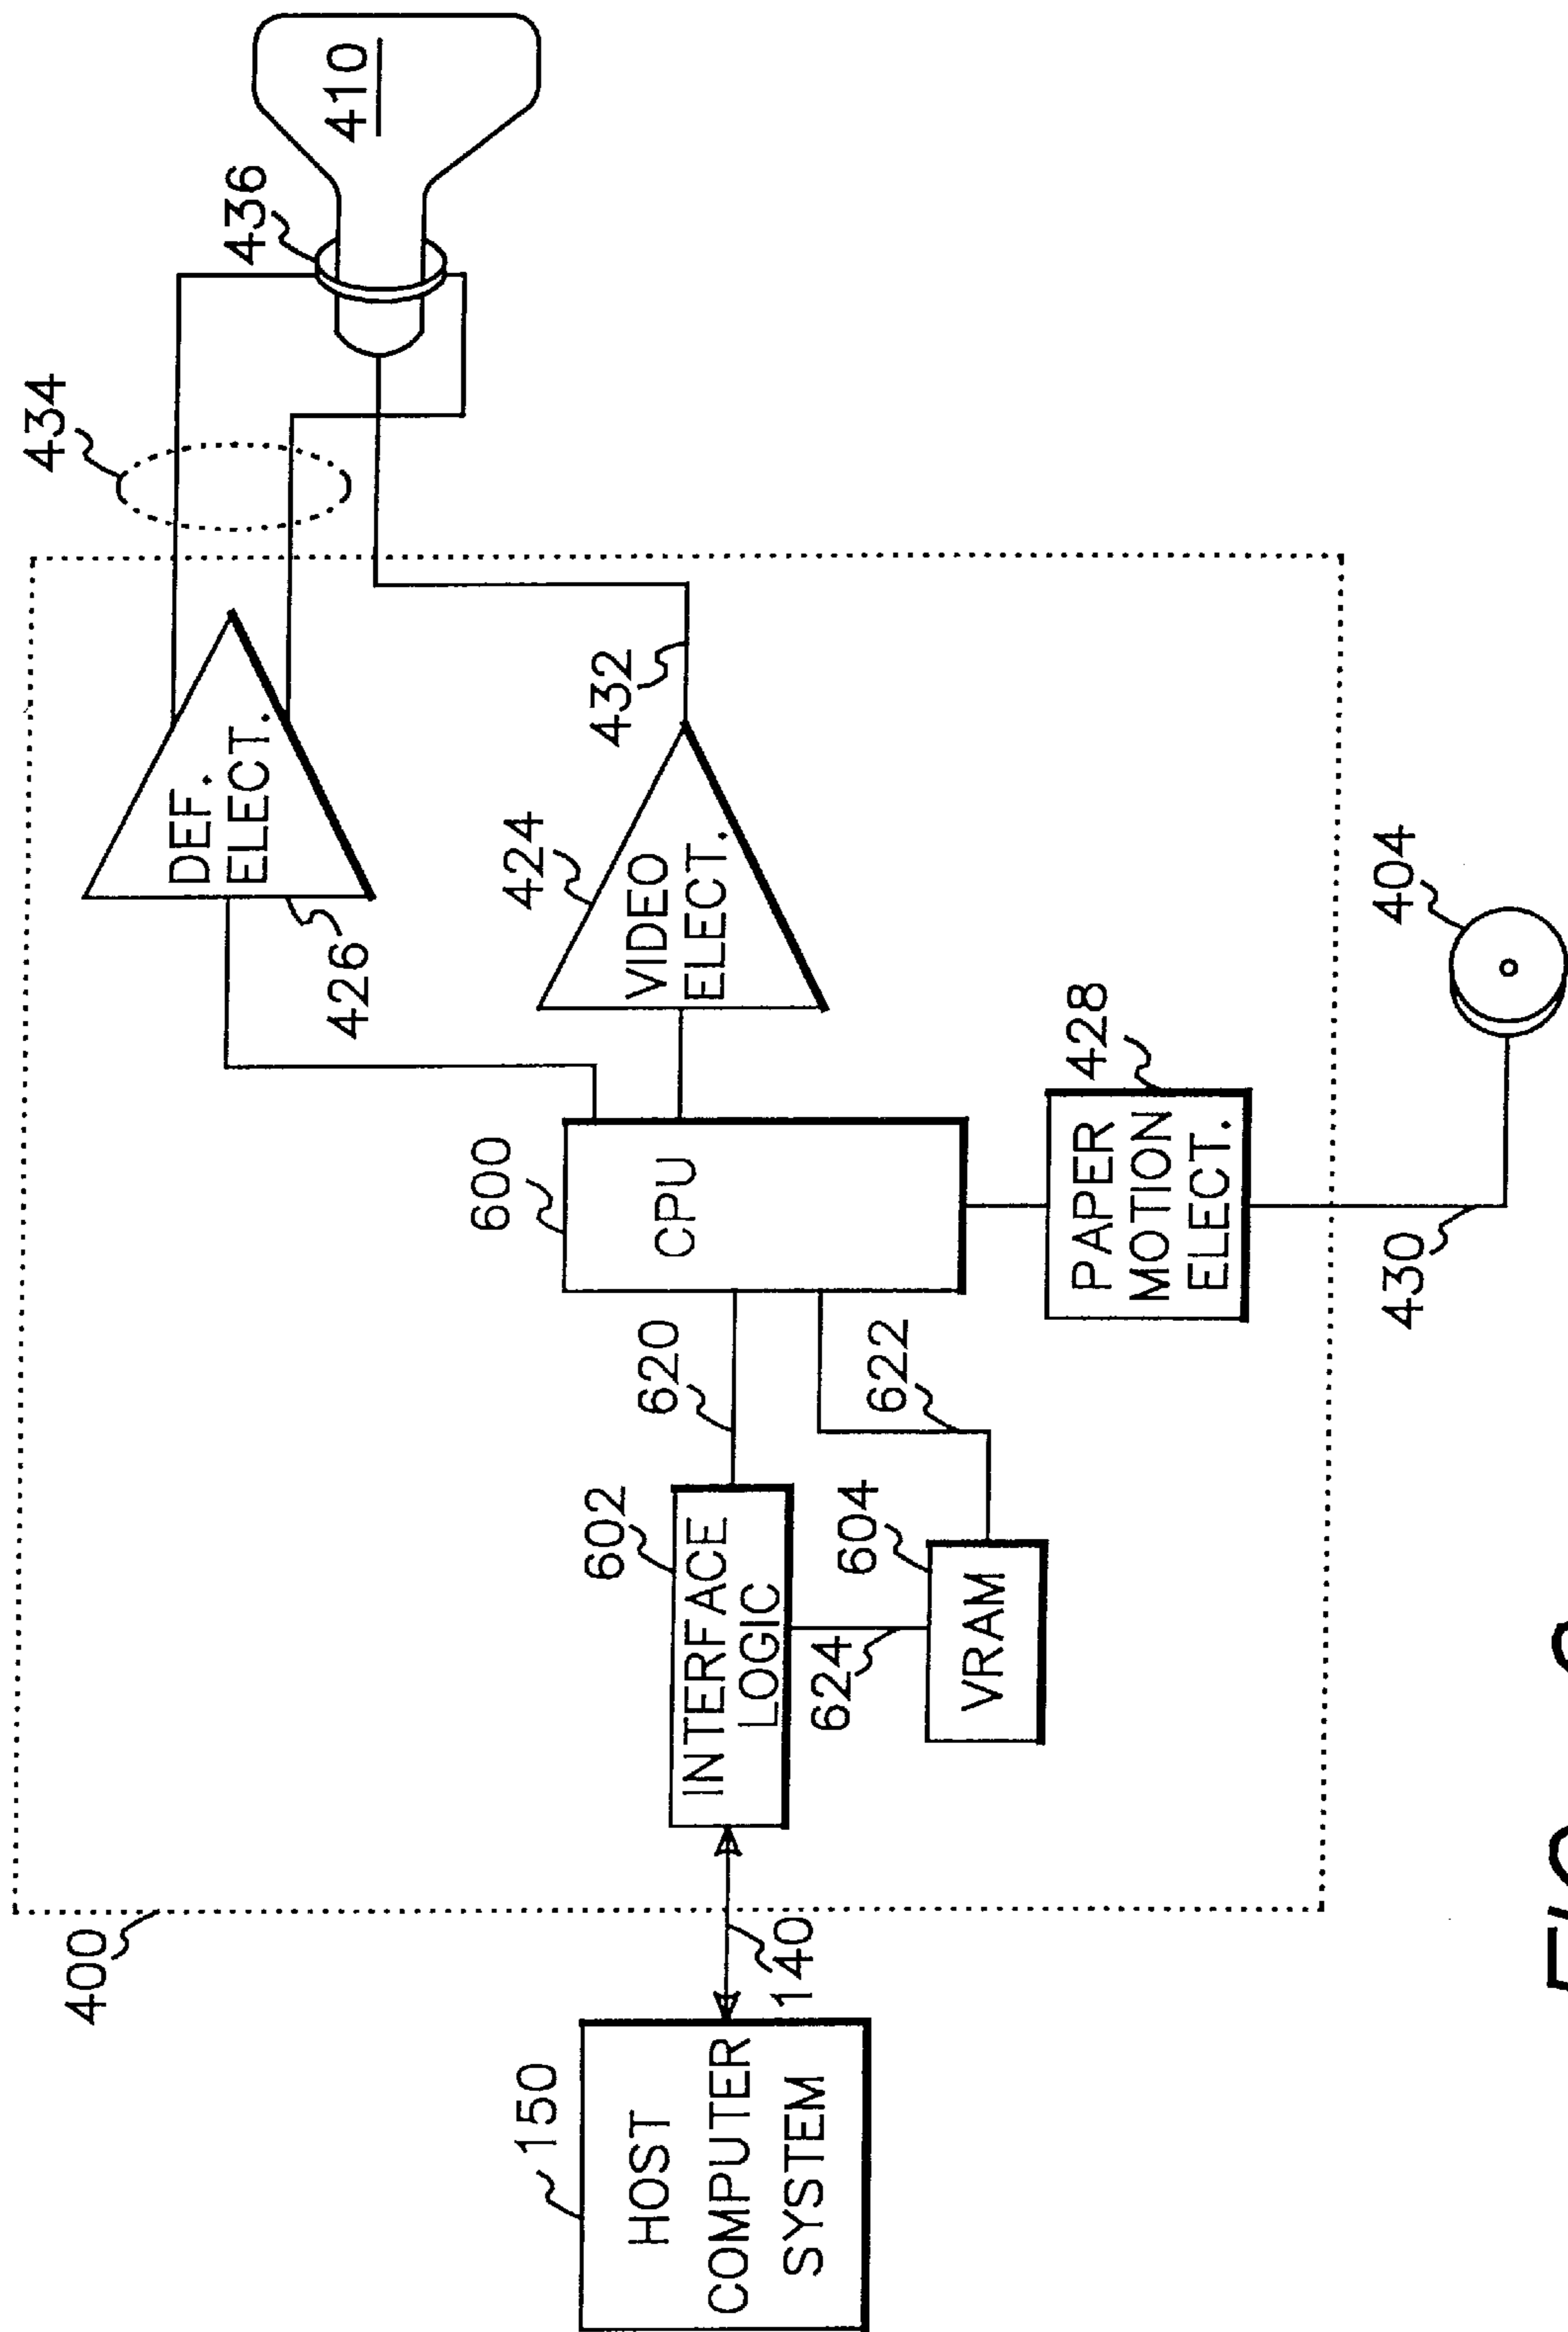 434
436
410
400
DEF.
ELECT.
426
600
424
432
VIDEO
ELECT.
150
HOST
COMPUTER
SYSTEM
140
602
INTERFACE
LOGIC
620
CPU
624
604
VRAM
622
428
PAPER
MOTION
ELECT.
430
404
FIG